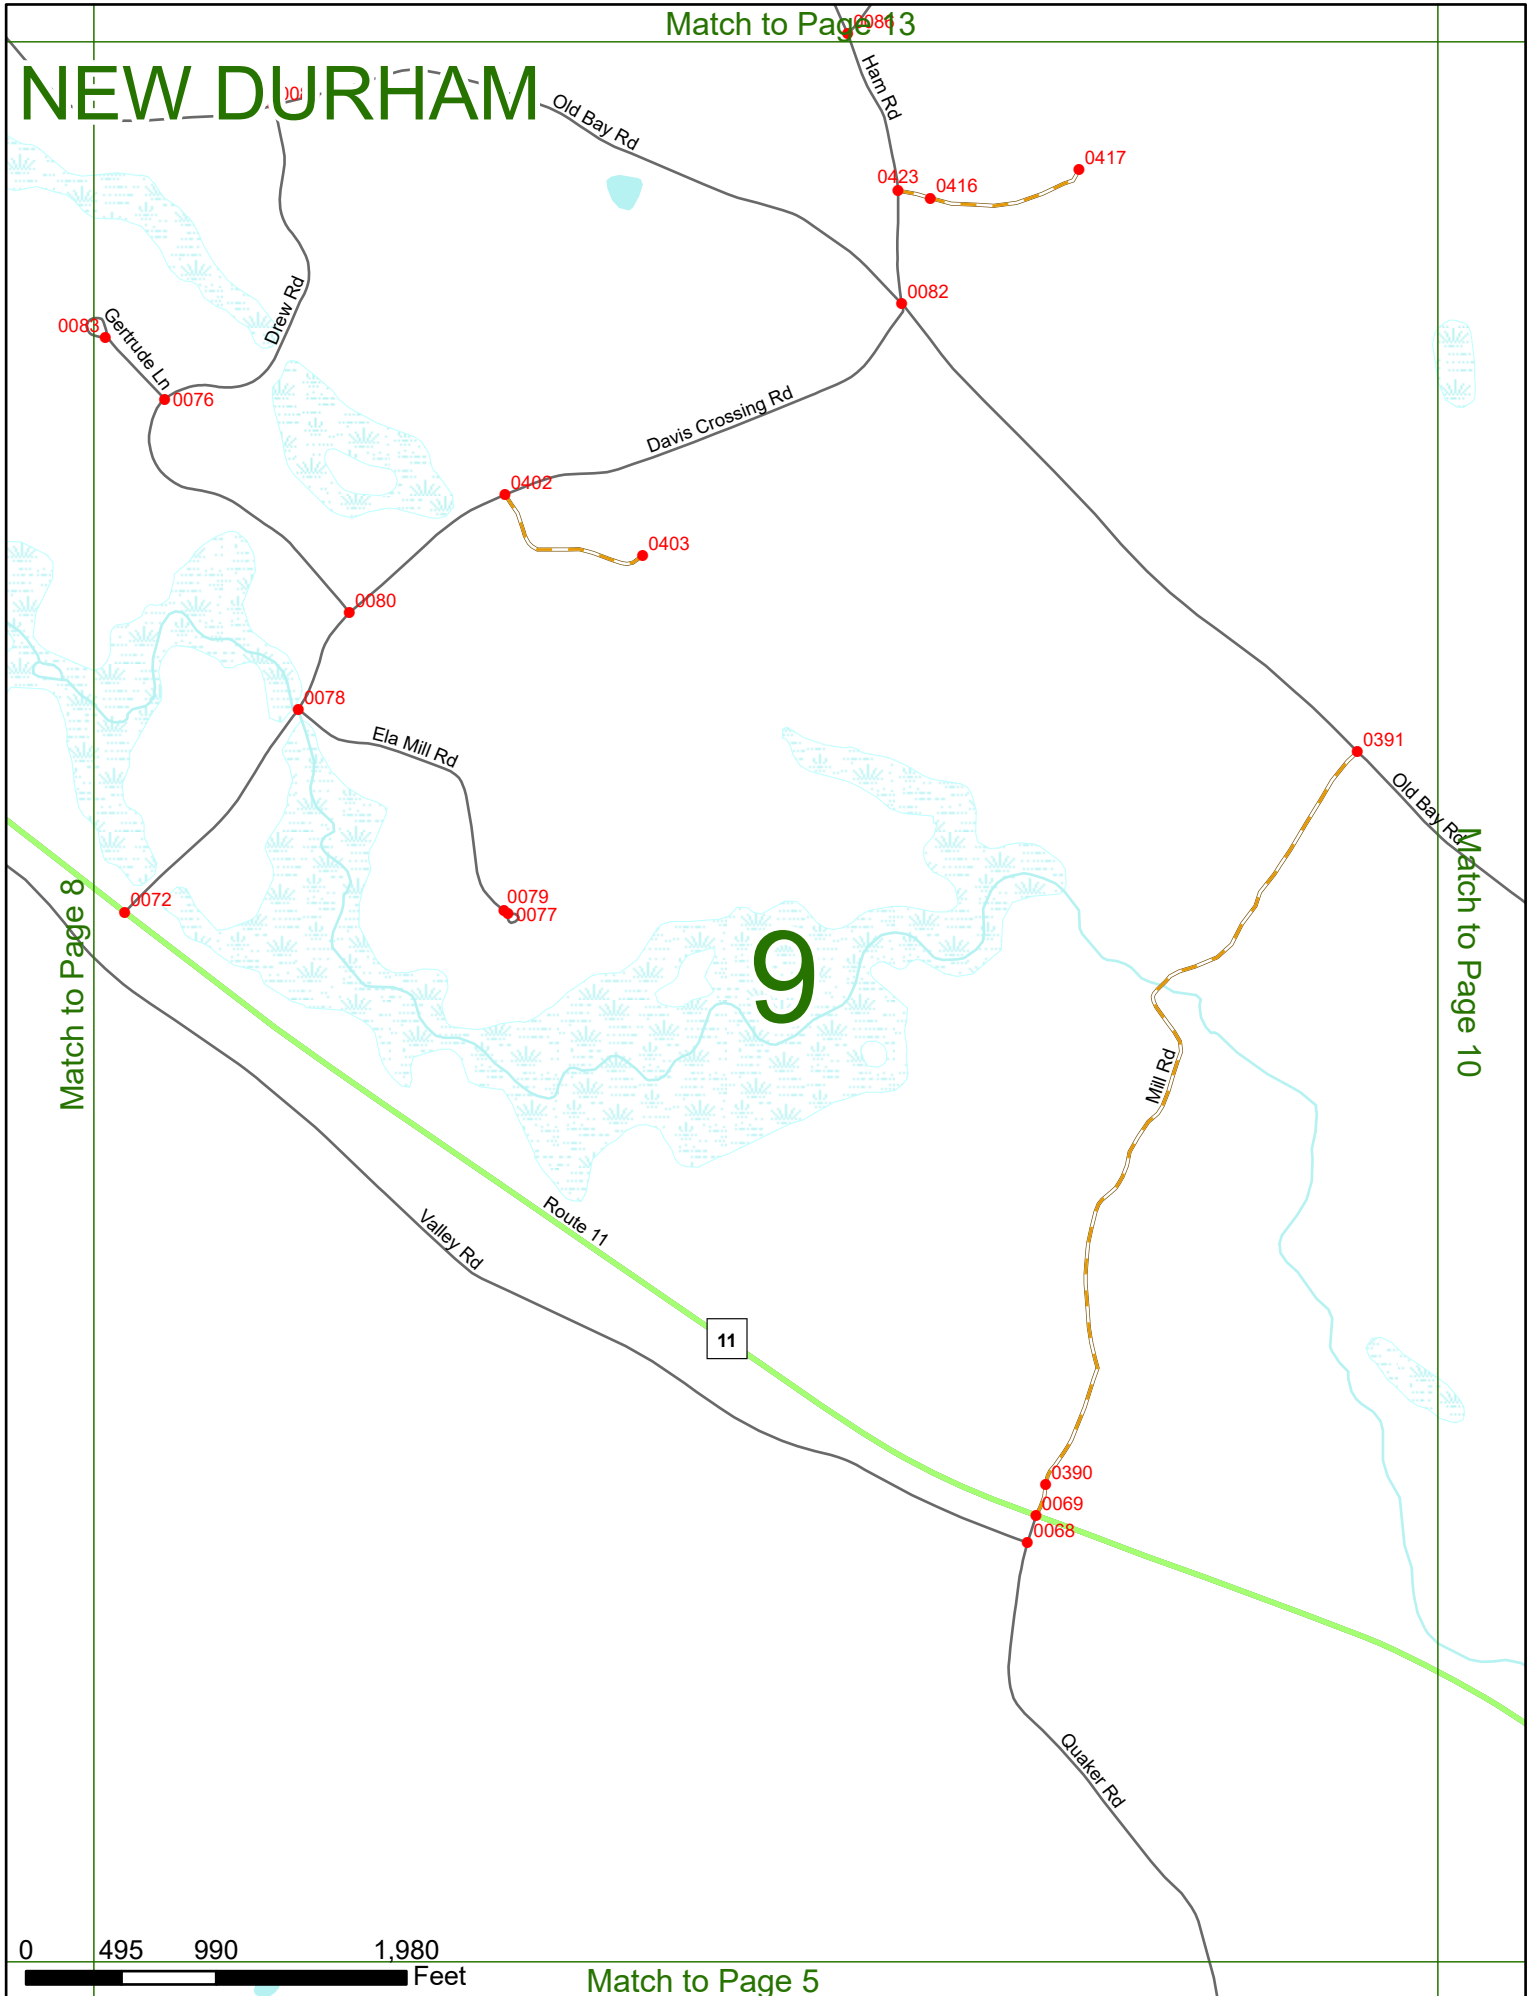 Match to Page 13
0086
NEW DURHAM
Old Bay Rd
Ham Rd
0417
0423
0416
Drew Rd
0082
0083
Gertrude Ln
0076
Davis Crossing Rd
0402
0403
0080
0078
Ela Mill Rd
0391
Old Bay Rd
Match to Page 8
0072
0079
0077
9
Match to Page 10
Mill Rd
Route 11
Valley Rd
11
0390
0069
0068
Quaker Rd
0 495 990 1,980
Feet
Match to Page 5